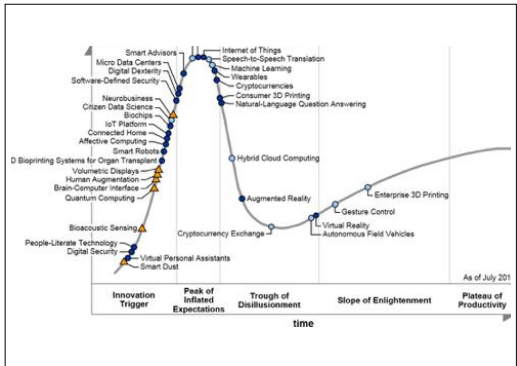 Smart Advisors
Internet of Things
Speech-to-Speech Translation
Micro Data Centers
Machine Learning
Digital Dexterity
Wearables
Software-Defined Security
Cryptocurrencies
Consumer 3D Printing
Neurobusiness
Natural-Language Question Answering
Citizen Data Science
Biochips
IoT Platform
Connected Home
Affective Computing
Smart Robots
D Bioprinting Systems for Organ Transplant
Hybrid Cloud Computing
Volumetric Displays
Human Augmentation
Brain-Computer Interface
Enterprise 3D Printing
Quantum Computing
Augmented Reality
Gesture Control
Bioacoustic Sensing
Cryptocurrency Exchange
Virtual Reality
Autonomous Field Vehicles
People-Literate Technology
Digital Security
Virtual Personal Assistants
Smart Dust
As of July 201
Innovation
Trigger
Peak of
Inflated
Expectations
Trough of
Disillusionment
Slope of Enlightenment
Plateau of
Productivity
time